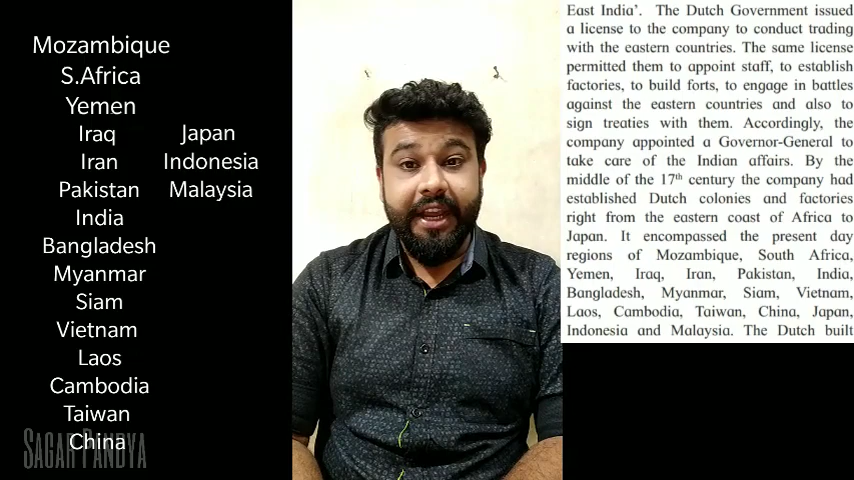 Mozambique
S.Africa
Yemen
Iraq
Iran
Pakistan
India
Bangladesh
Myanmar
Siam
Vietnam
Laos
Cambodia
Taiwan
China
Japan
Indonesia
Malaysia
SAGAR PANDYA
East India’. The Dutch Government issued
a license to the company to conduct trading
with the eastern countries. The same license
permitted them to appoint staff, to establish
factories, to build forts, to engage in battles
against the eastern countries and also to
sign treaties with them. Accordingly, the
company appointed a Governor-General to
take care of the Indian affairs. By the
middle of the 17th century the company had
established Dutch colonies and factories
right from the eastern coast of Africa to
Japan. It encompassed the present day
regions of Mozambique, South Africa,
Yemen, Iraq, Iran, Pakistan, India,
Bangladesh, Myanmar, Siam, Vietnam,
Laos, Cambodia, Taiwan, China, Japan,
Indonesia and Malaysia. The Dutch built